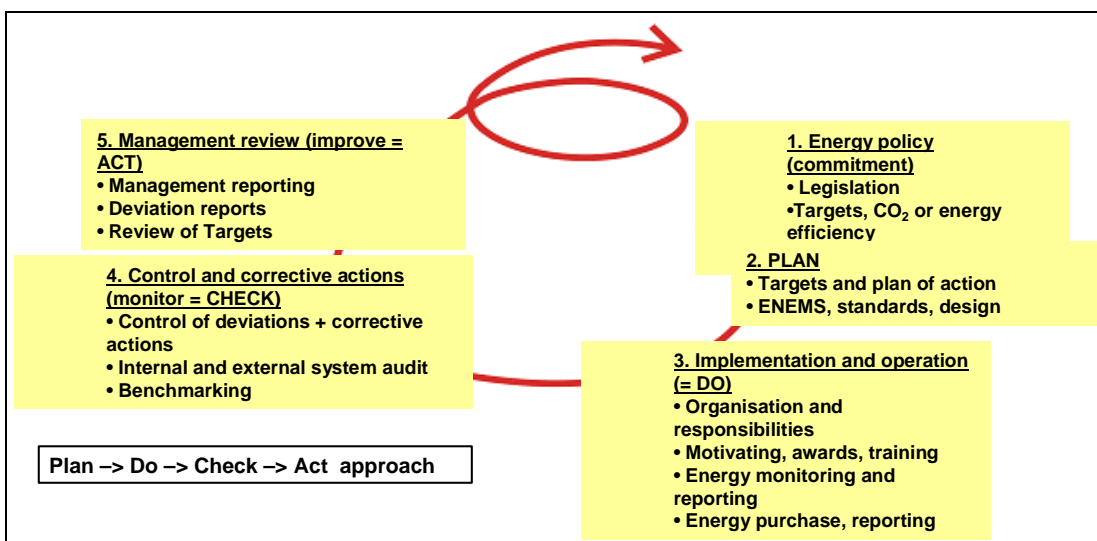 5. Management review (improve =
ACT)
• Management reporting
• Deviation reports
• Review of Targets
1. Energy policy
(commitment)
• Legislation
•Targets, CO₂ or energy
efficiency
2. PLAN
• Targets and plan of action
• ENEMS, standards, design
4. Control and corrective actions
(monitor = CHECK)
• Control of deviations + corrective
actions
• Internal and external system audit
• Benchmarking
3. Implementation and operation
(= DO)
• Organisation and
responsibilities
• Motivating, awards, training
• Energy monitoring and
reporting
• Energy purchase, reporting
Plan –> Do –> Check –> Act approach